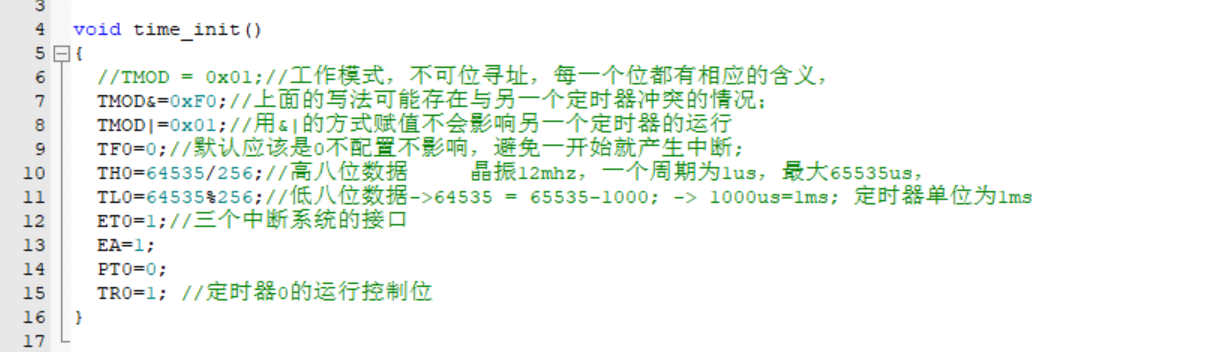 3
4 void time_init()
5 {
6 //TMOD = 0x01;//工作模式，不可位寻址，每一个位都有相应的含义，
7 TMOD&=0xF0;//上面的写法可能存在与另一个定时器冲突的情况；
8 TMOD|=0x01;//用&|的方式赋值不会影响另一个定时器的运行
9 TF0=0;//默认应该是0不配置不影响，避免一开始就产生中断；
10 TH0=64535/256;//高八位数据 晶振12mhz，一个周期为1us，最大65535us，
11 TL0=64535%256;//低八位数据->64535 = 65535-1000; -> 1000us=1ms; 定时器单位为1ms
12 ET0=1;//三个中断系统的接口
13 EA=1;
14 PT0=0;
15 TR0=1; //定时器0的运行控制位
16 }
17